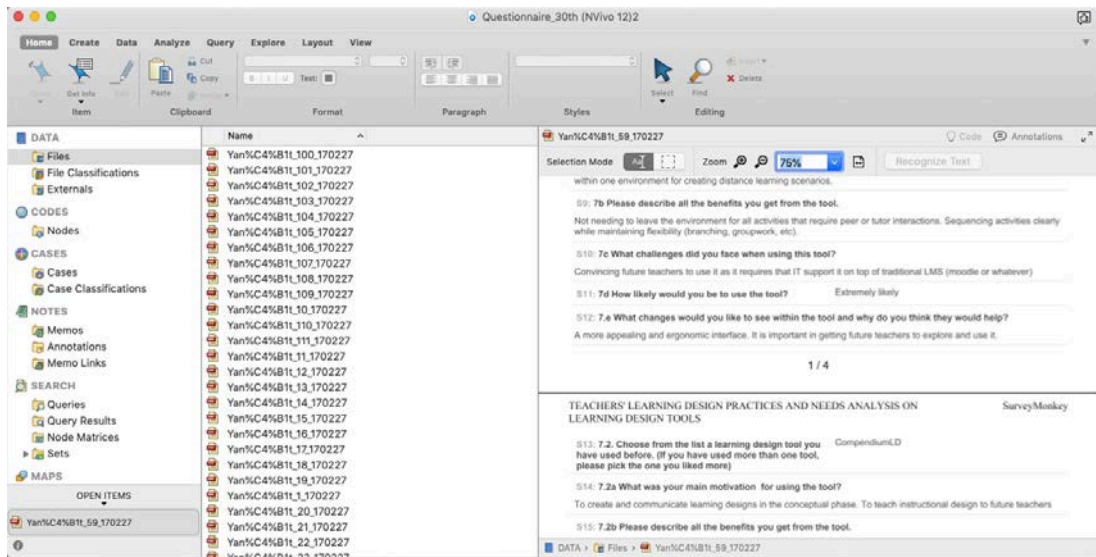 Questionnaire_30th (NVivo 12)2
Home Create Data Analyze Query Explore Layout View
Cut
Copy
Get Info
Paste
Text:
Select
Find
Delete
Item Clipboard Format Paragraph Styles Editing
DATA
Files
File Classifications
Externals
CODES
Nodes
CASES
Cases
Case Classifications
NOTES
Memos
Annotations
Memo Links
SEARCH
Queries
Query Results
Node Matrices
Sets
MAPS
OPEN ITEMS
Yan%C4%B1t_59_170227
Name
Yan%C4%B1t_100_170227
Yan%C4%B1t_101_170227
Yan%C4%B1t_102_170227
Yan%C4%B1t_103_170227
Yan%C4%B1t_104_170227
Yan%C4%B1t_105_170227
Yan%C4%B1t_106_170227
Yan%C4%B1t_107_170227
Yan%C4%B1t_108_170227
Yan%C4%B1t_109_170227
Yan%C4%B1t_10_170227
Yan%C4%B1t_110_170227
Yan%C4%B1t_111_170227
Yan%C4%B1t_11_170227
Yan%C4%B1t_12_170227
Yan%C4%B1t_13_170227
Yan%C4%B1t_14_170227
Yan%C4%B1t_15_170227
Yan%C4%B1t_16_170227
Yan%C4%B1t_17_170227
Yan%C4%B1t_18_170227
Yan%C4%B1t_19_170227
Yan%C4%B1t_1_170227
Yan%C4%B1t_20_170227
Yan%C4%B1t_21_170227
Yan%C4%B1t_22_170227
Yan%C4%B1t_59_170227 Code Annotations
Selection Mode Zoom 75% Recognize Text
within one environment for creating distance learning scenarios.
S9: 7b Please describe all the benefits you get from the tool.
Not needing to leave the environment for all activities that require peer or tutor interactions. Sequencing activities clearly
while maintaining flexibility (branching, groupwork, etc).
S10: 7c What challenges did you face when using this tool?
Convincing future teachers to use it as it requires that IT support it on top of traditional LMS (moodle or whatever)
S11: 7d How likely would you be to use the tool? Extremely likely
S12: 7.e What changes would you like to see within the tool and why do you think they would help?
A more appealing and ergonomic interface. It is important in getting future teachers to explore and use it.
1 / 4
TEACHERS' LEARNING DESIGN PRACTICES AND NEEDS ANALYSIS ON SurveyMonkey
LEARNING DESIGN TOOLS
S13: 7.2. Choose from the list a learning design tool you CompendiumLD
have used before. (If you have used more than one tool,
please pick the one you liked more)
S14: 7.2a What was your main motivation for using the tool?
To create and communicate learning designs in the conceptual phase. To teach instructional design to future teachers
S15: 7.2b Please describe all the benefits you get from the tool.
DATA › Files › Yan%C4%B1t_59_170227